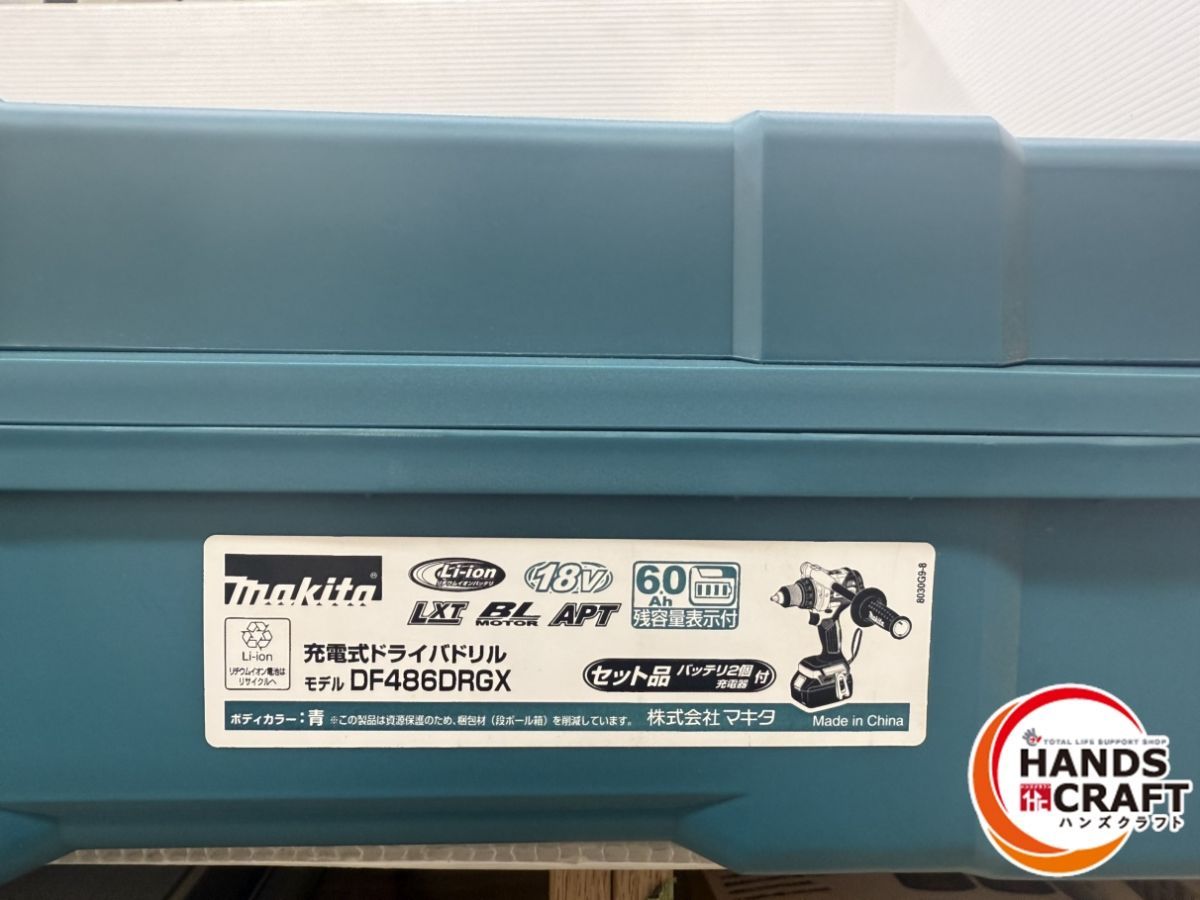 makita®
Li-ion
リチウムイオンバッテリ
18V
6.0
Ah
残容量表示付
LXT BL MOTOR APT
Li-ion
リチウムイオン電池は
リサイクルへ
充電式ドライバドリル
モデル DF486DRGX
セット品 バッテリ2個 充電器 付
ボディカラー：青 ※この製品は資源保護のため、梱包材（段ボール箱）を削減しています。 株式会社マキタ Made in China
8030G9-8
TOTAL LIFE SUPPORT SHOP
HANDS
CRAFT
ハンズクラフト